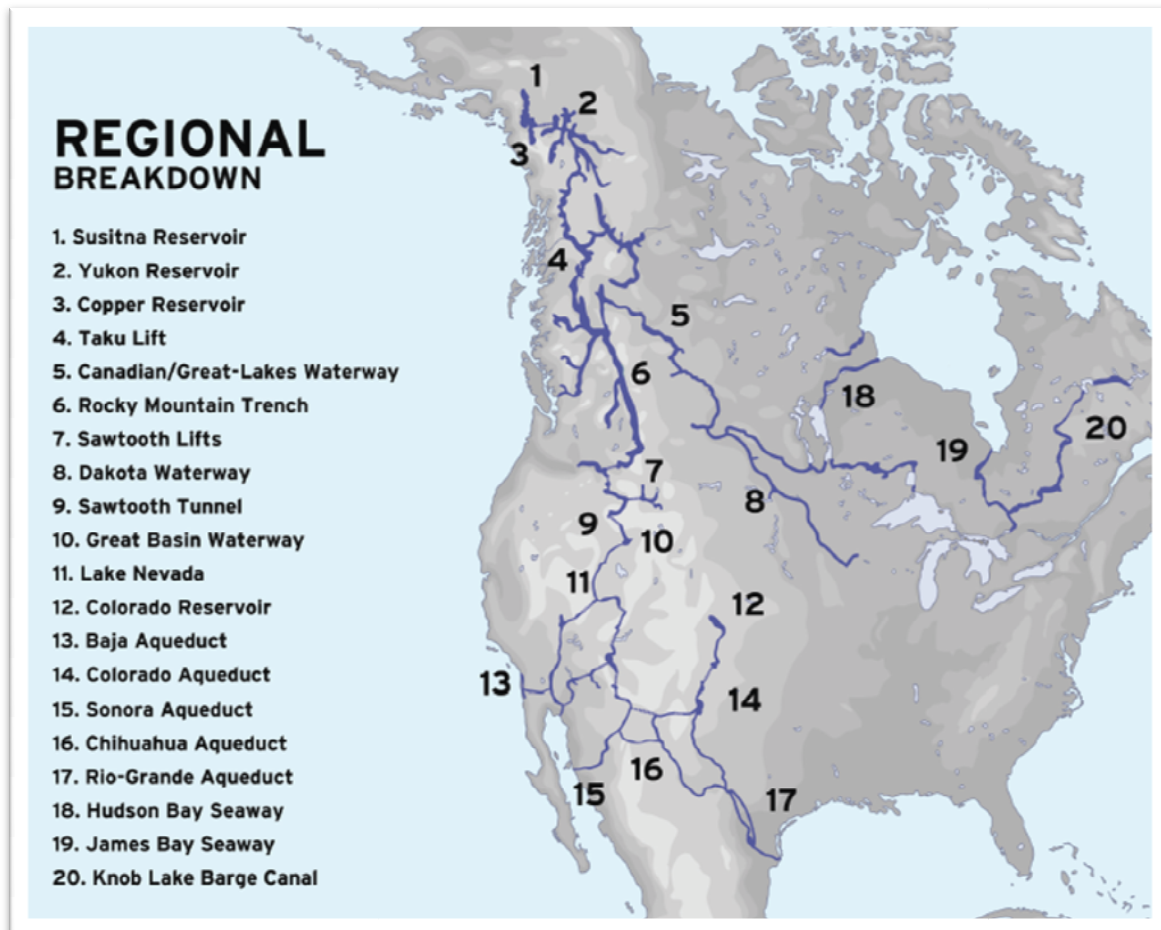 REGIONAL
BREAKDOWN
1. Susitna Reservoir
2. Yukon Reservoir
3. Copper Reservoir
4. Taku Lift
5. Canadian/Great-Lakes Waterway
6. Rocky Mountain Trench
7. Sawtooth Lifts
8. Dakota Waterway
9. Sawtooth Tunnel
10. Great Basin Waterway
11. Lake Nevada
12. Colorado Reservoir
13. Baja Aqueduct
14. Colorado Aqueduct
15. Sonora Aqueduct
16. Chihuahua Aqueduct
17. Rio-Grande Aqueduct
18. Hudson Bay Seaway
19. James Bay Seaway
20. Knob Lake Barge Canal
1
2
3
4
5
6
7
8
9
10
11
12
13
14
15
16
17
18
19
20